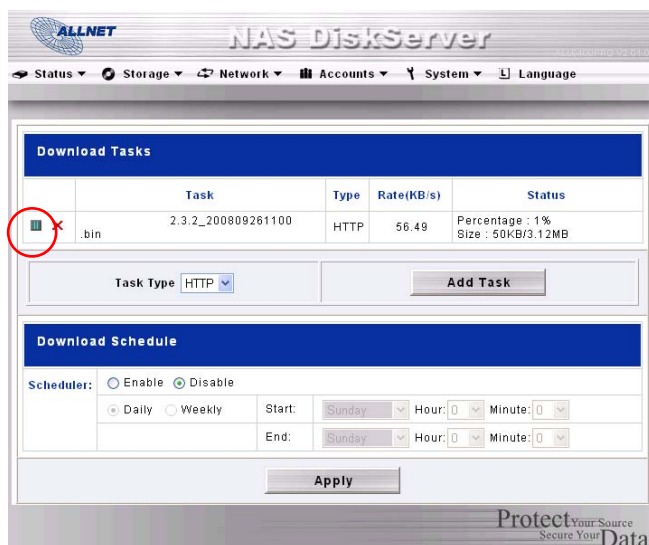 ALLNET
NAS DiskServer
Status Storage Network Accounts System L Language
Download Tasks
Task Type Rate(KB/s) Status
2.3.2_200809261100 .bin HTTP 56.49 Percentage : 1%
Size : 50KB/3.12MB
Task Type HTTP Add Task
Download Schedule
Scheduler: Enable Disable
Daily Weekly Start: Sunday Hour: 0 Minute: 0
End: Sunday Hour: 0 Minute: 0
Apply
Protect Your Source
Secure Your Data